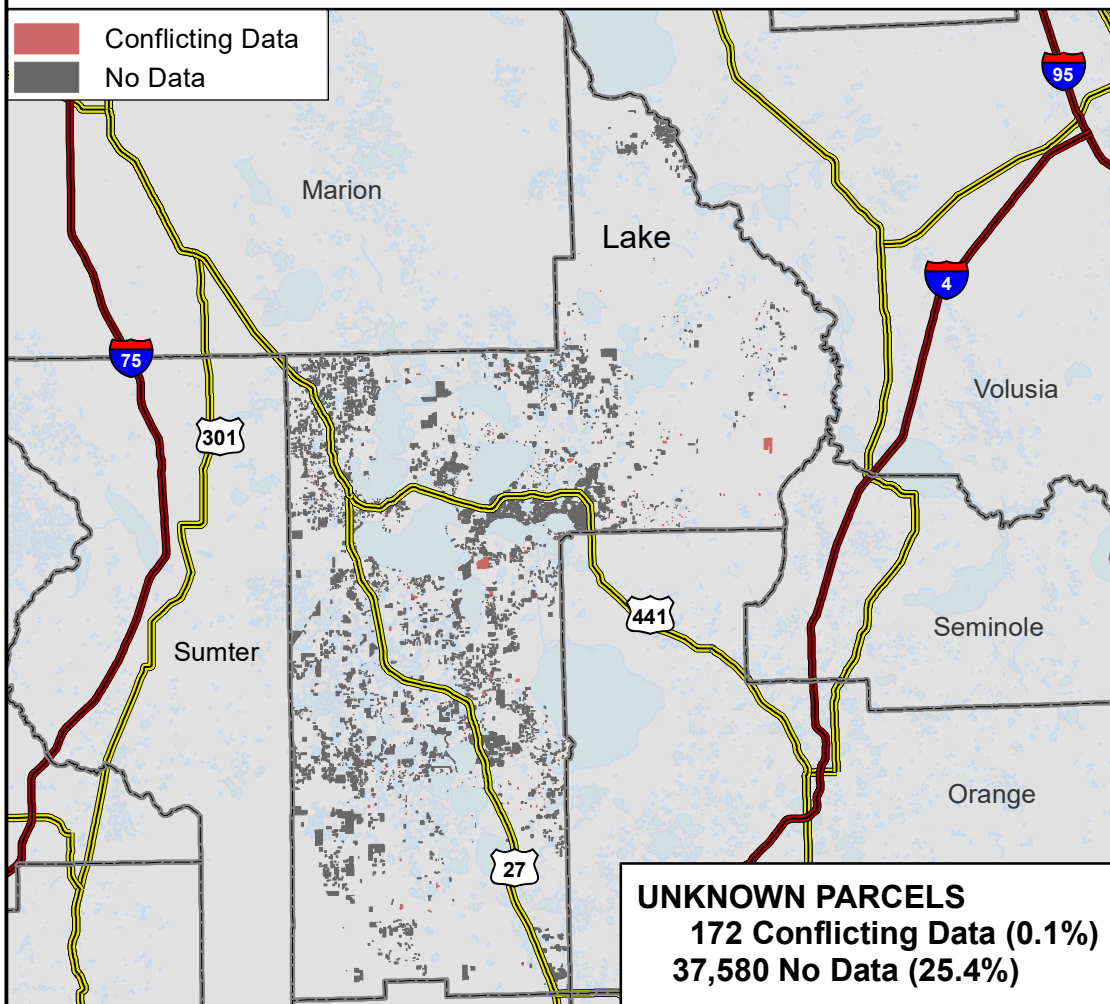 Conflicting Data
No Data
95
Marion
Lake
4
75
Volusia
301
441
Seminole
Sumter
Orange
27
UNKNOWN PARCELS
172 Conflicting Data (0.1%)
37,580 No Data (25.4%)